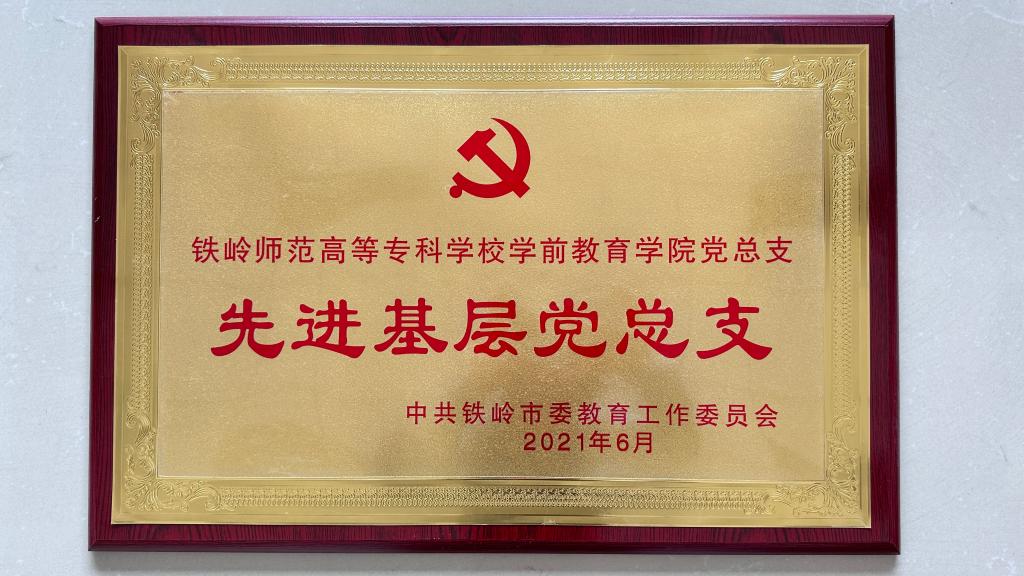 铁岭师范高等专科学校学前教育学院党总支
先进基层党总支
中共铁岭市委教育工作委员会
2021年6月